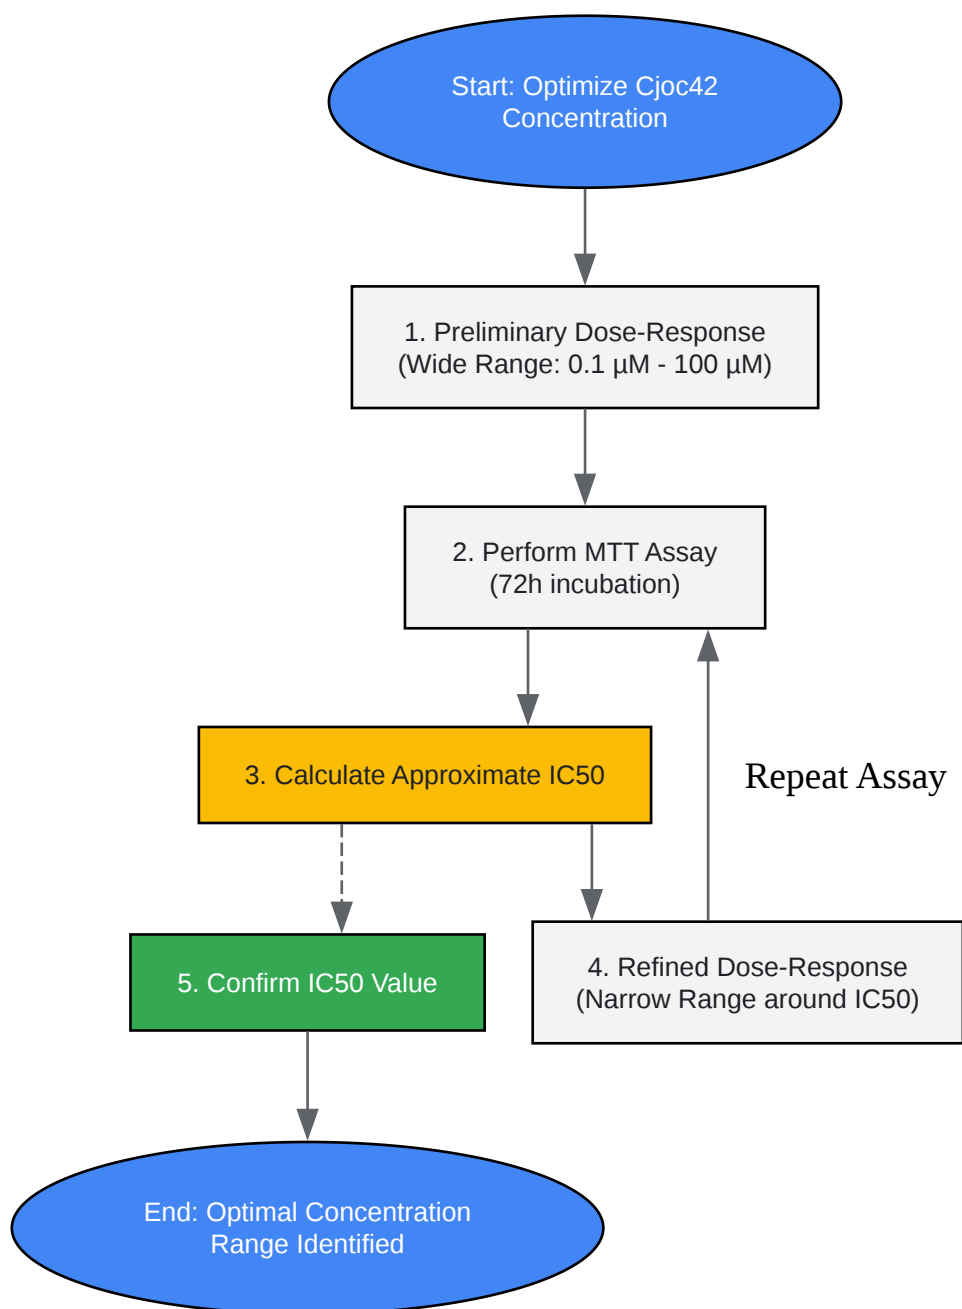 Start: Optimize Cjoc42
Concentration
1. Preliminary Dose-Response
(Wide Range: 0.1 µM - 100 µM)
2. Perform MTT Assay
(72h incubation)
3. Calculate Approximate IC50
Repeat Assay
4. Refined Dose-Response
(Narrow Range around IC50)
5. Confirm IC50 Value
End: Optimal Concentration
Range Identified